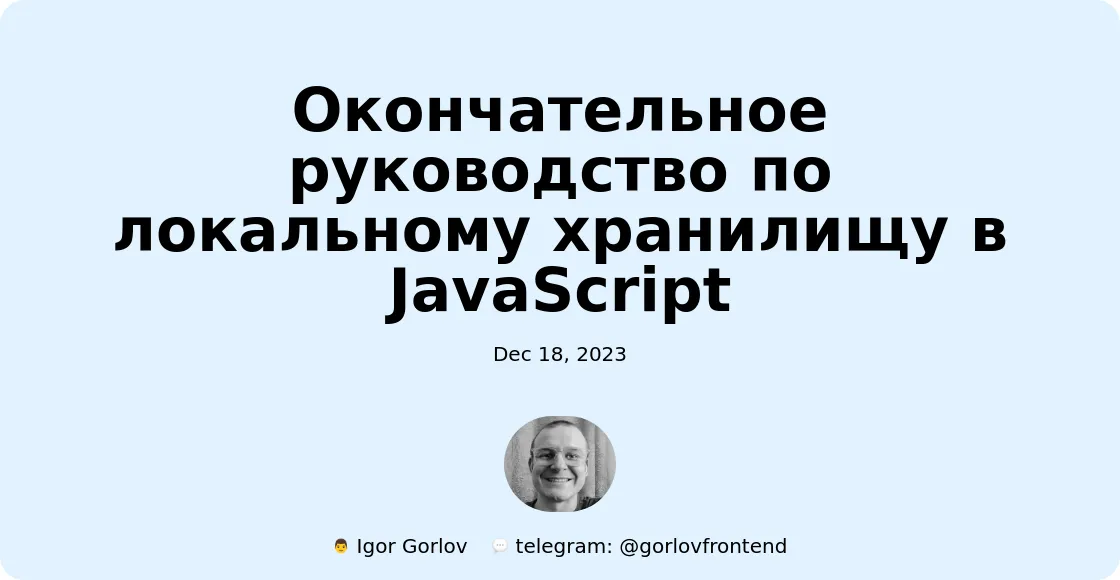 Окончательное
руководство по
локальному хранилищу в
JavaScript
Dec 18, 2023
Igor Gorlov telegram: @gorlovfrontend